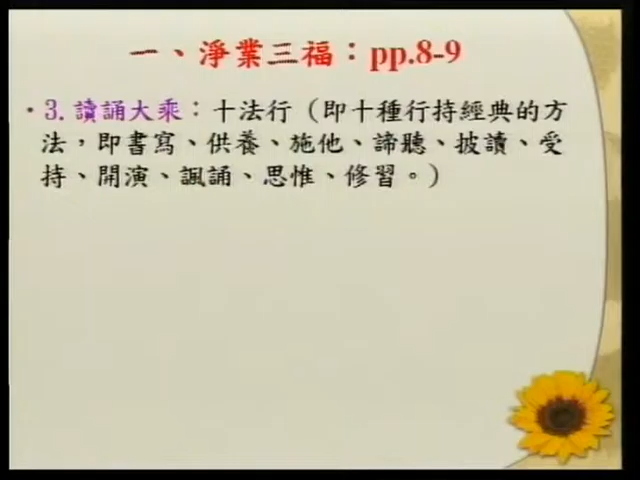 一、淨業三福：pp.8-9
•3. 讀誦大乘：十法行（即十種行持經典的方
法，即書寫、供養、施他、諦聽、披讀、受
持、開演、諷誦、思惟、修習。）